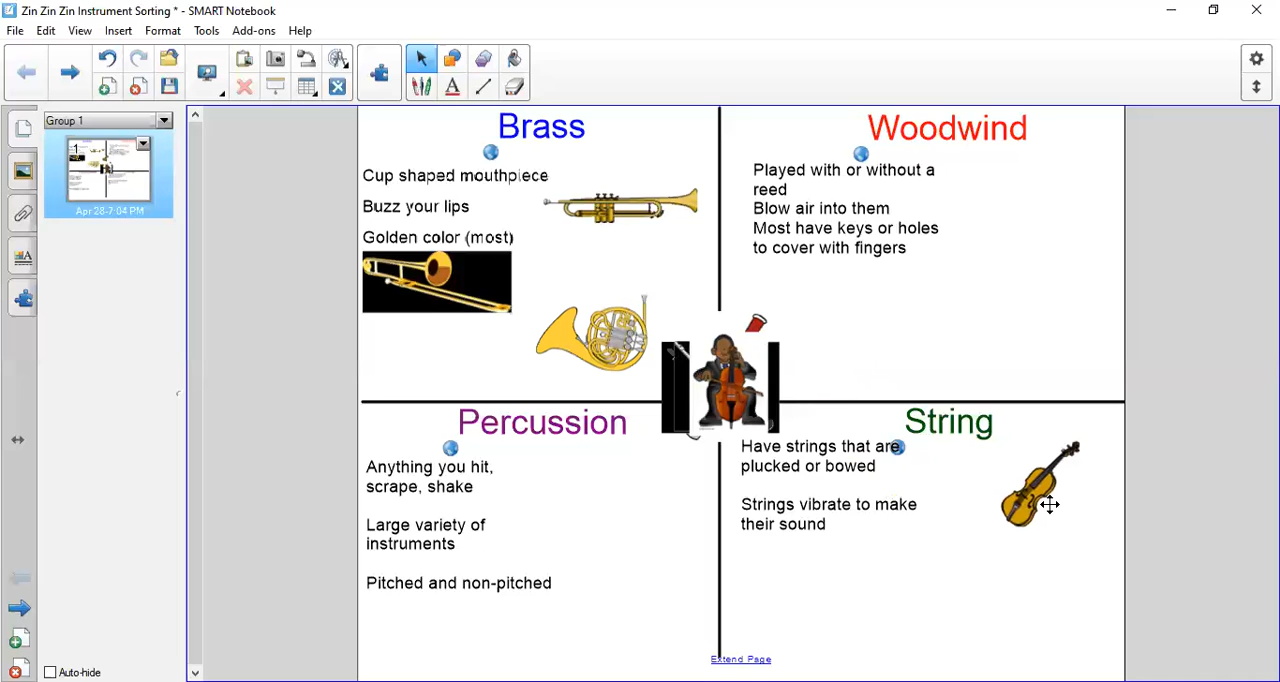 Zin Zin Zin Instrument Sorting * - SMART Notebook
File Edit View Insert Format Tools Add-ons Help
Group 1
1
Apr 28-7:04 PM
Auto-hide
Brass
Cup shaped mouthpiece
Buzz your lips
Golden color (most)
Woodwind
Played with or without a
reed
Blow air into them
Most have keys or holes
to cover with fingers
Percussion
Anything you hit,
scrape, shake
Large variety of
instruments
Pitched and non-pitched
String
Have strings that are
plucked or bowed
Strings vibrate to make
their sound
Extend Page